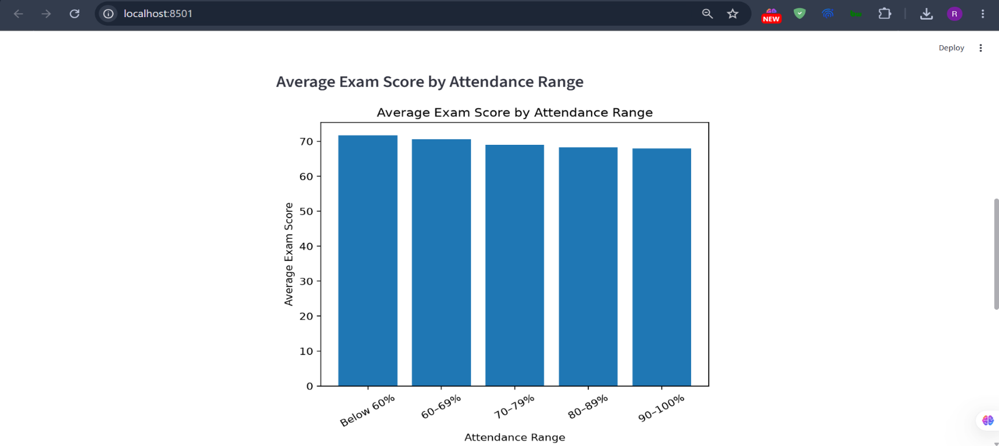 localhost:8501
NEW
bw
R
Deploy
Average Exam Score by Attendance Range
Average Exam Score by Attendance Range
Average Exam Score
70
60
50
40
30
20
10
0
Below 60%
60–69%
70–79%
80–89%
90–100%
Attendance Range